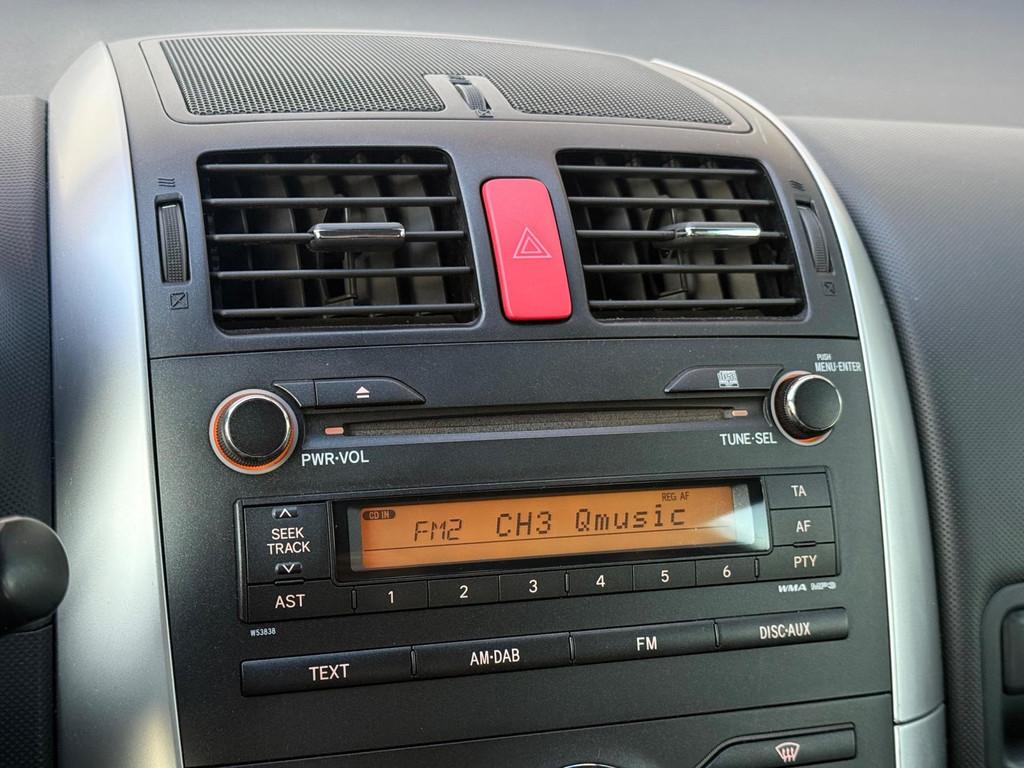 PUSH
MENU·ENTER
PWR·VOL
TUNE·SEL
CD IN
REG AF
FM2 CH3 Qmusic
SEEK
TRACK
AST
1 2 3 4 5 6
TA
AF
PTY
WMA MP3
W53838
TEXT AM·DAB FM DISC·AUX